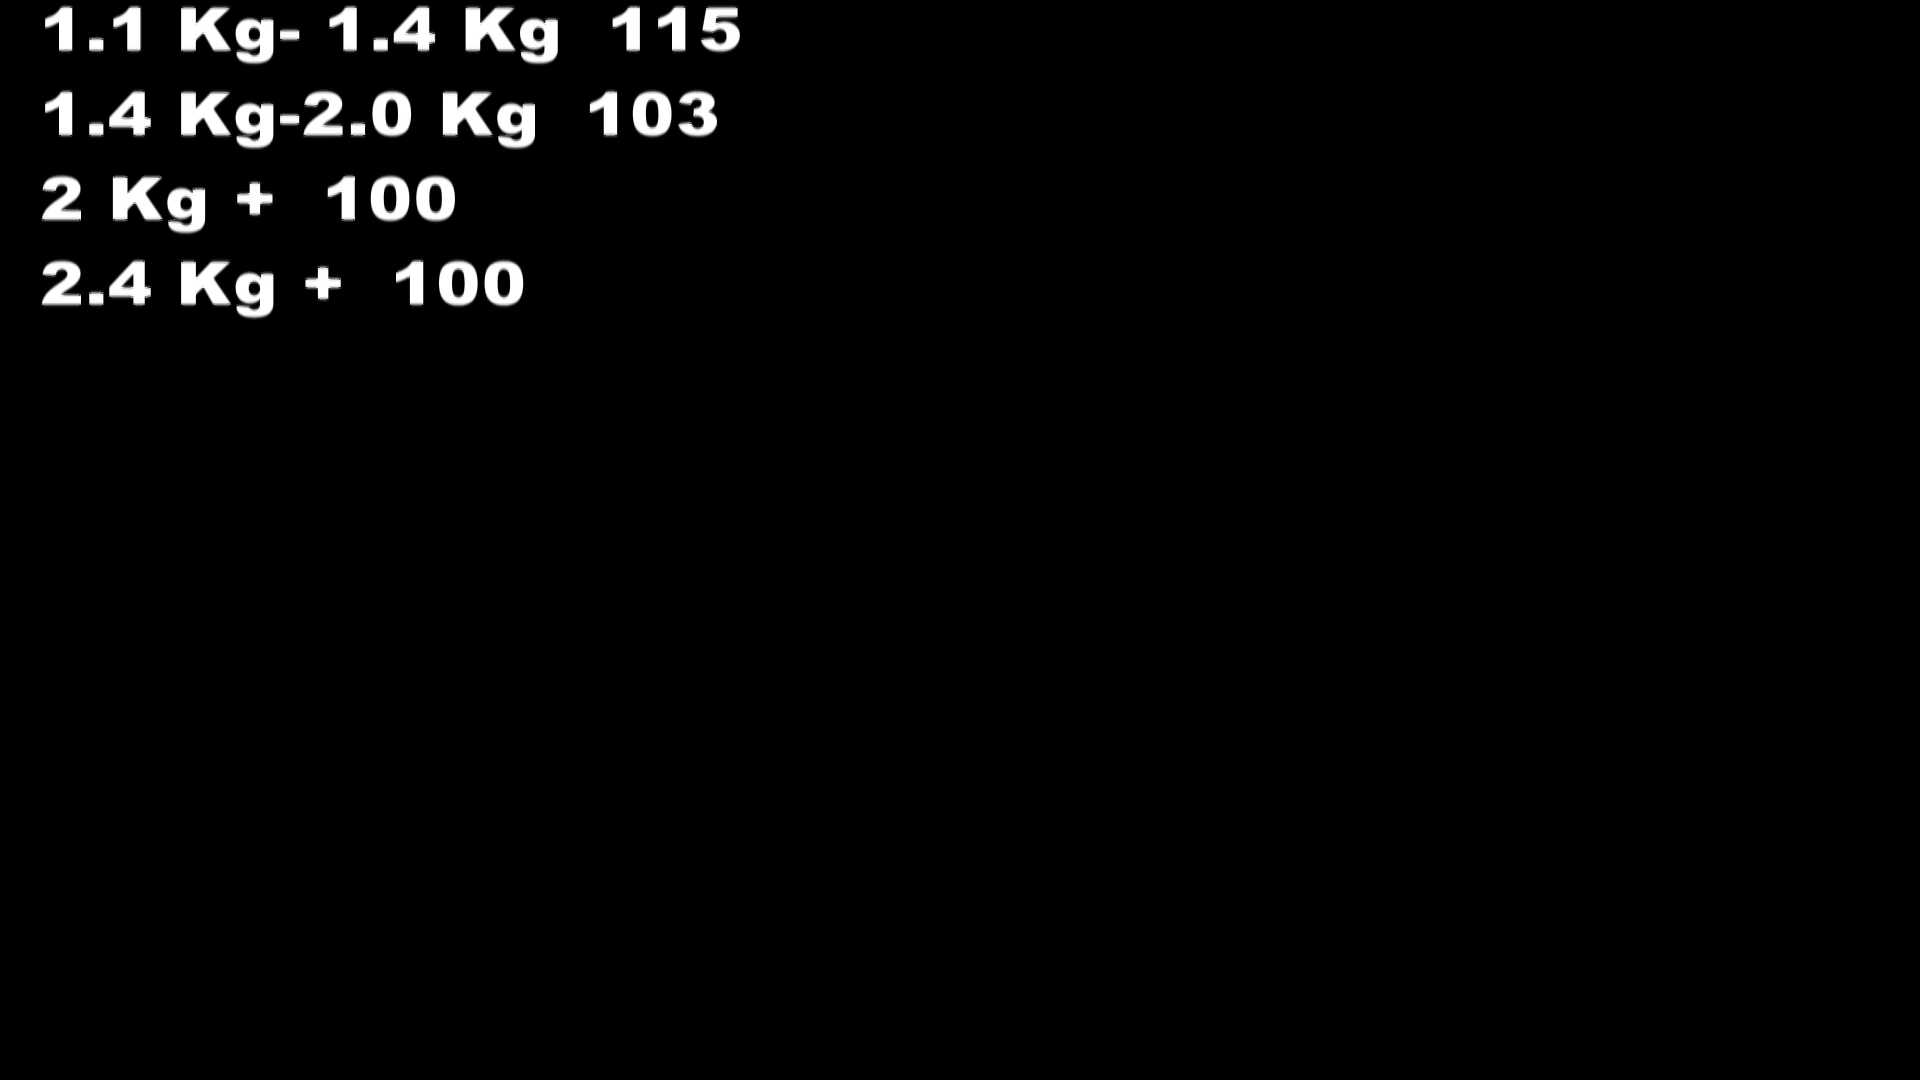 1.1 Kg- 1.4 Kg  115
1.4 Kg-2.0 Kg  103
2 Kg +  100
2.4 Kg +  100